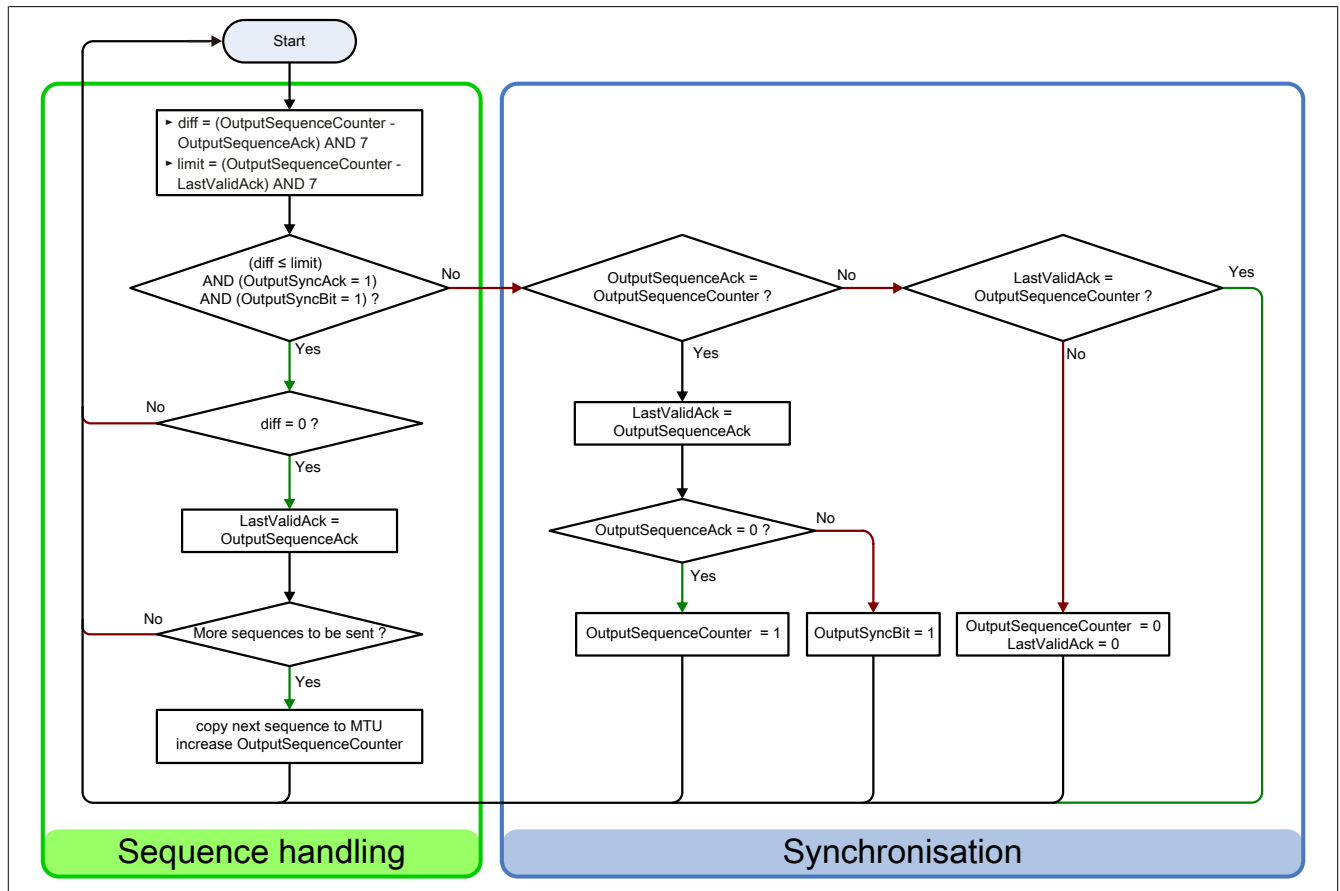 Start
► diff = (OutputSequenceCounter -
OutputSequenceAck) AND 7
► limit = (OutputSequenceCounter -
LastValidAck) AND 7
(diff ≤ limit)
AND (OutputSyncAck = 1)
AND (OutputSyncBit = 1) ?
No
Yes
diff = 0 ?
No
Yes
LastValidAck =
OutputSequenceAck
More sequences to be sent ?
No
Yes
copy next sequence to MTU
increase OutputSequenceCounter
Sequence handling
OutputSequenceAck =
OutputSequenceCounter ?
No
Yes
LastValidAck =
OutputSequenceAck
OutputSequenceAck = 0 ?
No
Yes
OutputSequenceCounter = 1
OutputSyncBit = 1
LastValidAck =
OutputSequenceCounter ?
Yes
No
OutputSequenceCounter = 0
LastValidAck = 0
Synchronisation